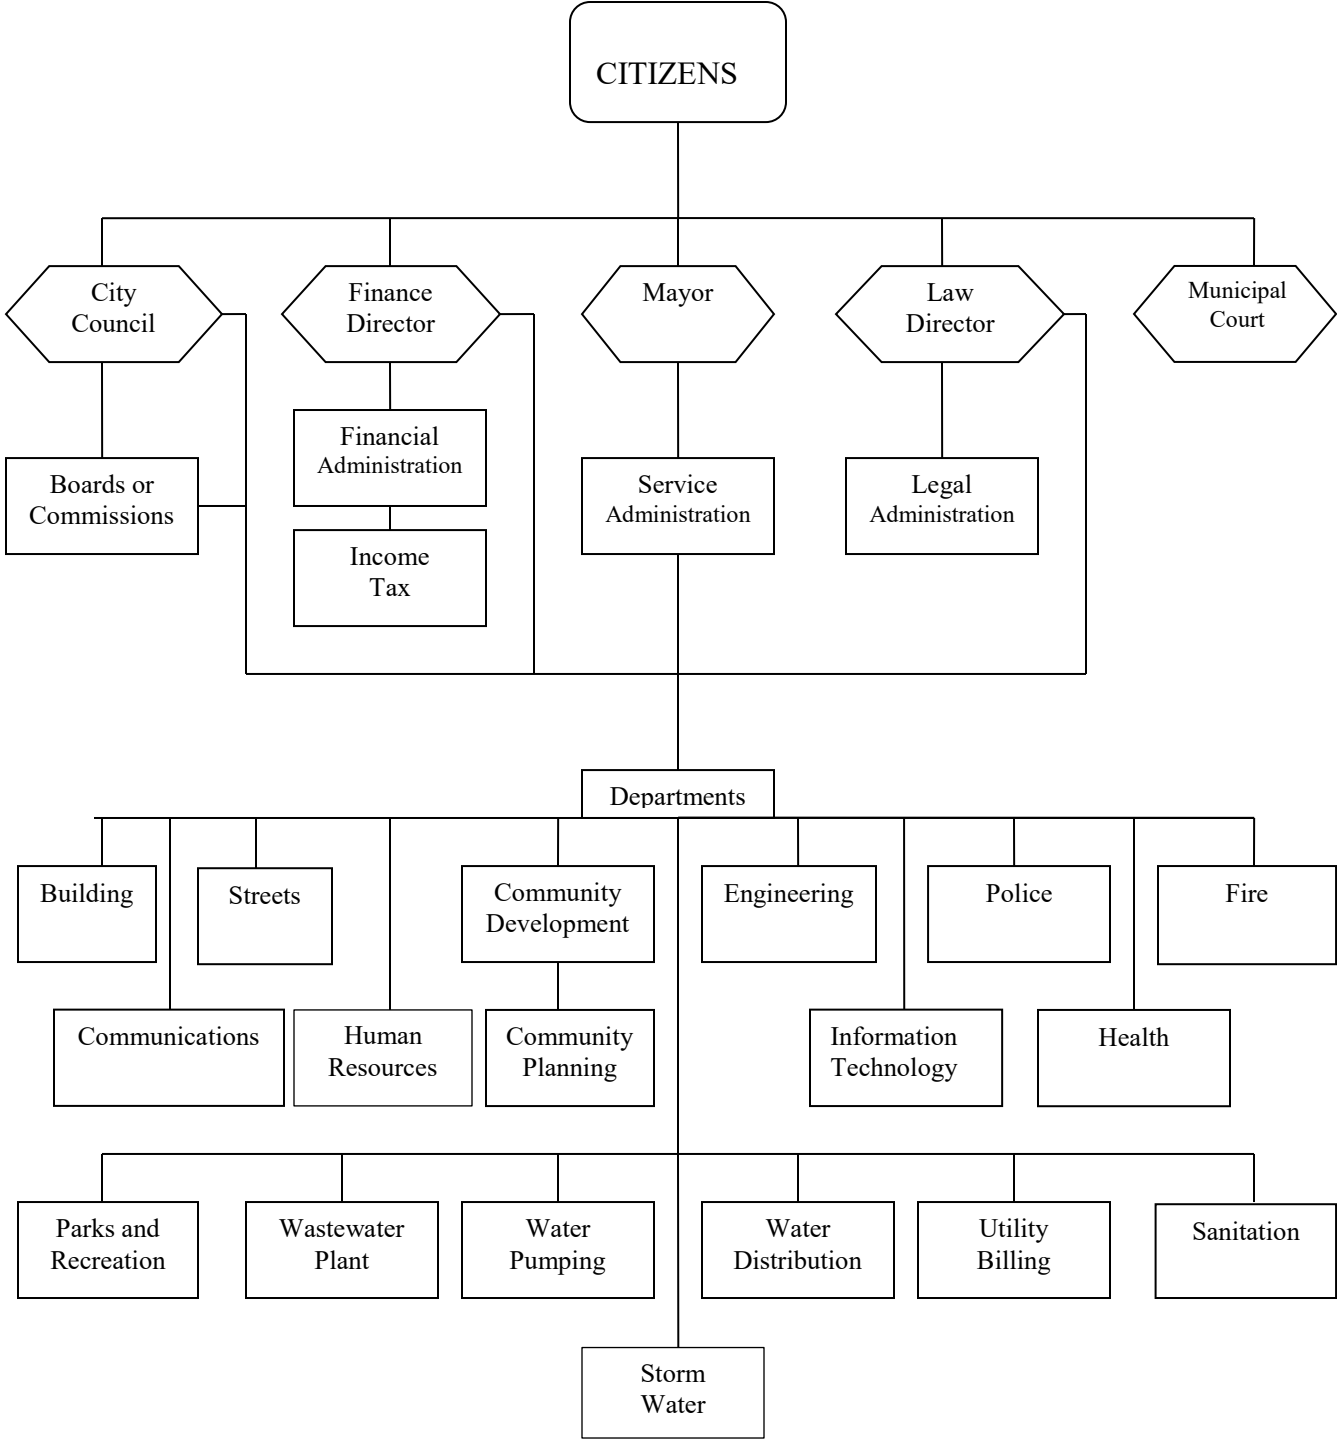 CITIZENS
City
Council
Finance
Director
Mayor
Law
Director
Municipal
Court
Boards or
Commissions
Financial
Administration
Income
Tax
Service
Administration
Legal
Administration
Departments
Building
Streets
Community
Development
Engineering
Police
Fire
Communications
Human
Resources
Community
Planning
Information
Technology
Health
Parks and
Recreation
Wastewater
Plant
Water
Pumping
Water
Distribution
Utility
Billing
Sanitation
Storm
Water